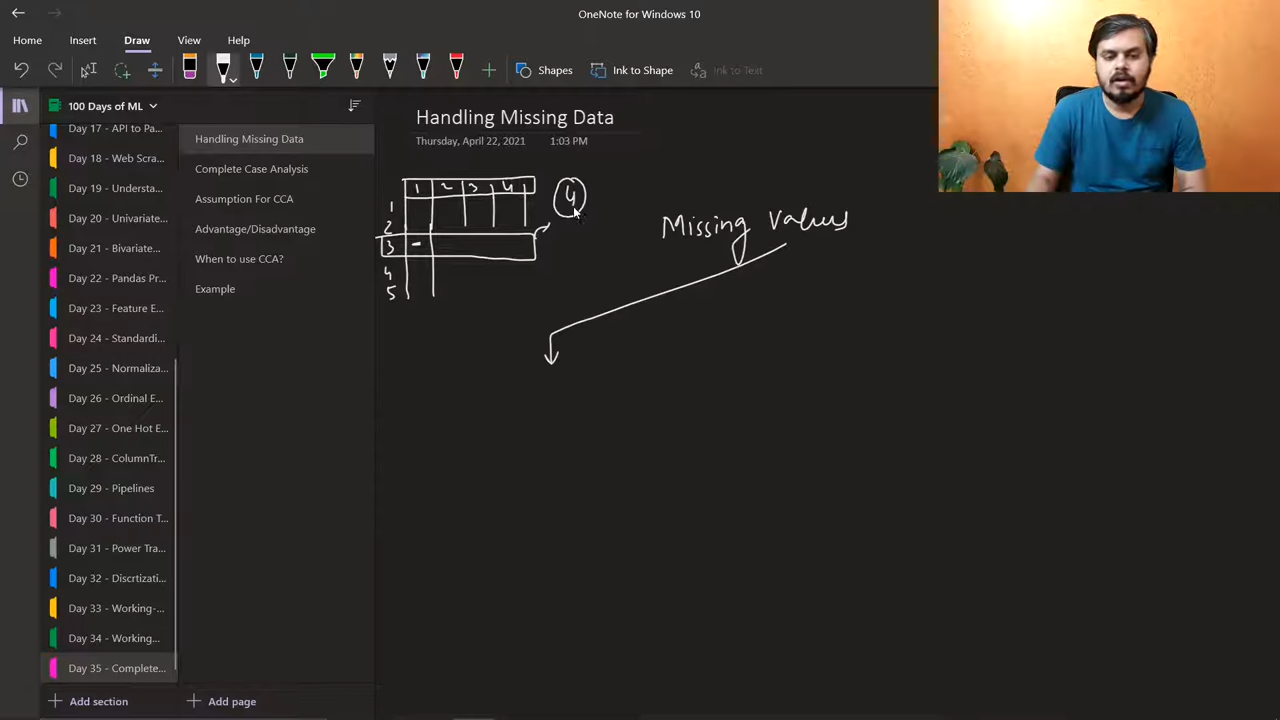 OneNote for Windows 10
Home Insert Draw View Help
Shapes Ink to Shape Ink to Text
100 Days of ML
Day 17 - API to Pa...
Day 18 - Web Scra...
Day 19 - Understa...
Day 20 - Univariate...
Day 21 - Bivariate...
Day 22 - Pandas Pr...
Day 23 - Feature E...
Day 24 - Standardi...
Day 25 - Normaliza...
Day 26 - Ordinal E...
Day 27 - One Hot E...
Day 28 - ColumnTr...
Day 29 - Pipelines
Day 30 - Function T...
Day 31 - Power Tra...
Day 32 - Discrtizati...
Day 33 - Working-...
Day 34 - Working...
Day 35 - Complete...
Add section
Handling Missing Data
Complete Case Analysis
Assumption For CCA
Advantage/Disadvantage
When to use CCA?
Example
Add page
Handling Missing Data
Thursday, April 22, 2021 1:03 PM
1 2 3 4
1
2
3 -
4
5
4
Missing Values